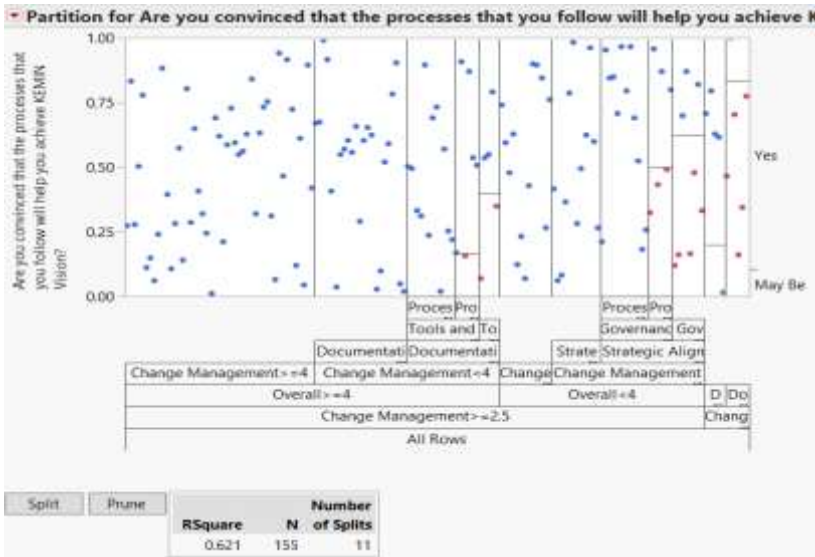 Partition for Are you convinced that the processes that you follow will help you achieve K
Are you convinced that the processes that
you follow will help you achieve KEMIN
Vision?
1.00
0.75
0.50
0.25
0.00
Yes
May Be
Proces Pro Proces Pro
Tools and To Governanc Gov
Documentati Documentati Strate Strategic Align
Change Management>=4 Change Management<4 Change Change Management
Overall>=4 Overall<4 D Do
Change Management>=2.5 Chang
All Rows
Split Prune
Number
RSquare N of Splits
0.621 155 11